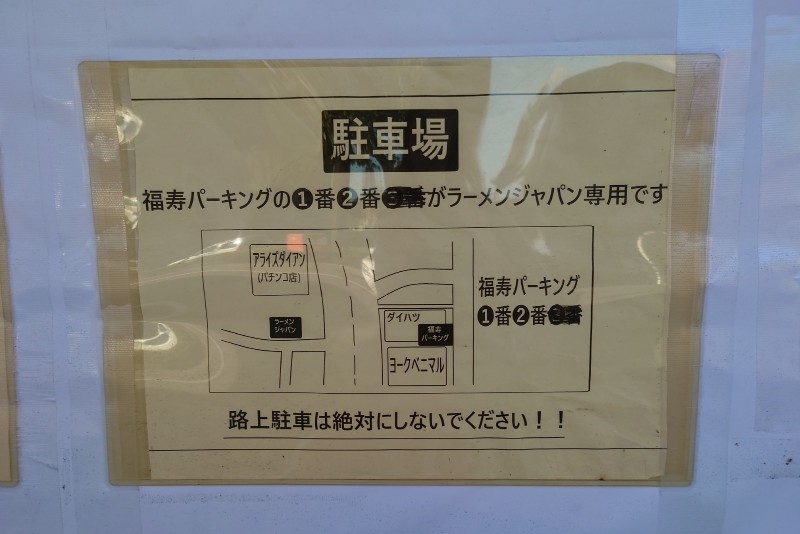 駐車場
福寿パーキングの❶番❷番がラーメンジャパン専用です
アライズダイアン
(パチンコ店)
ラーメン
ジャパン
ダイハツ
福寿
パーキング
ヨークベニマル
福寿パーキング
❶番❷番
路上駐車は絶対にしないでください！！